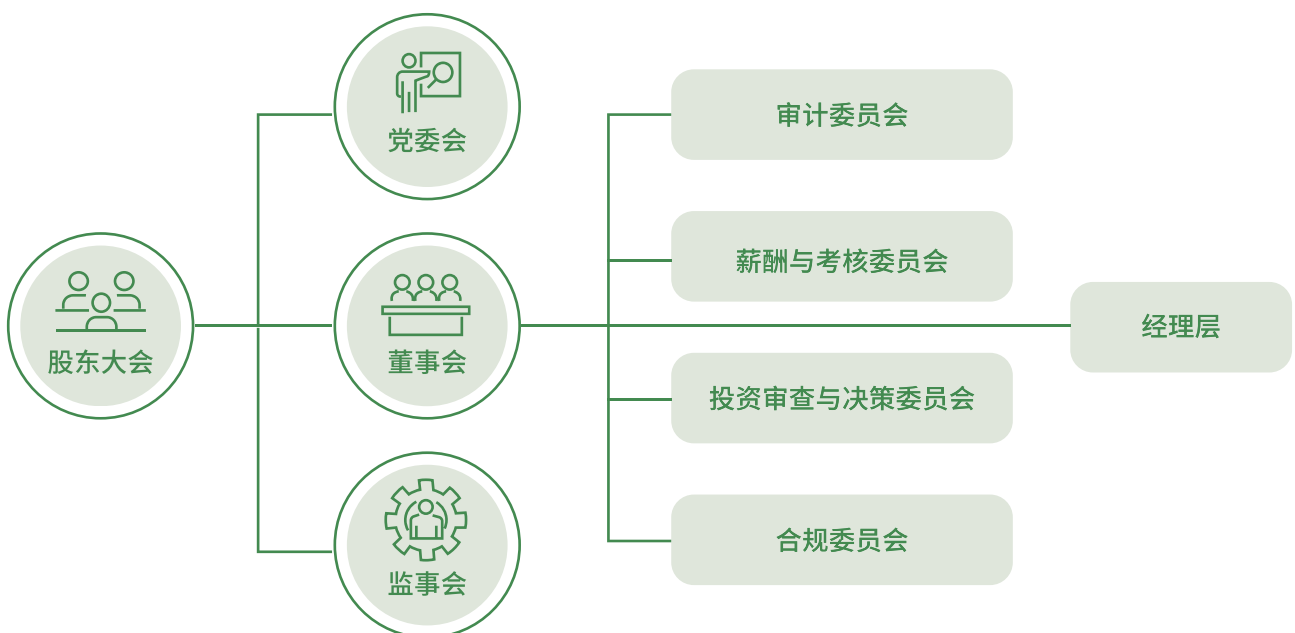 股东大会
党委会
董事会
监事会
审计委员会
薪酬与考核委员会
投资审查与决策委员会
合规委员会
经理层